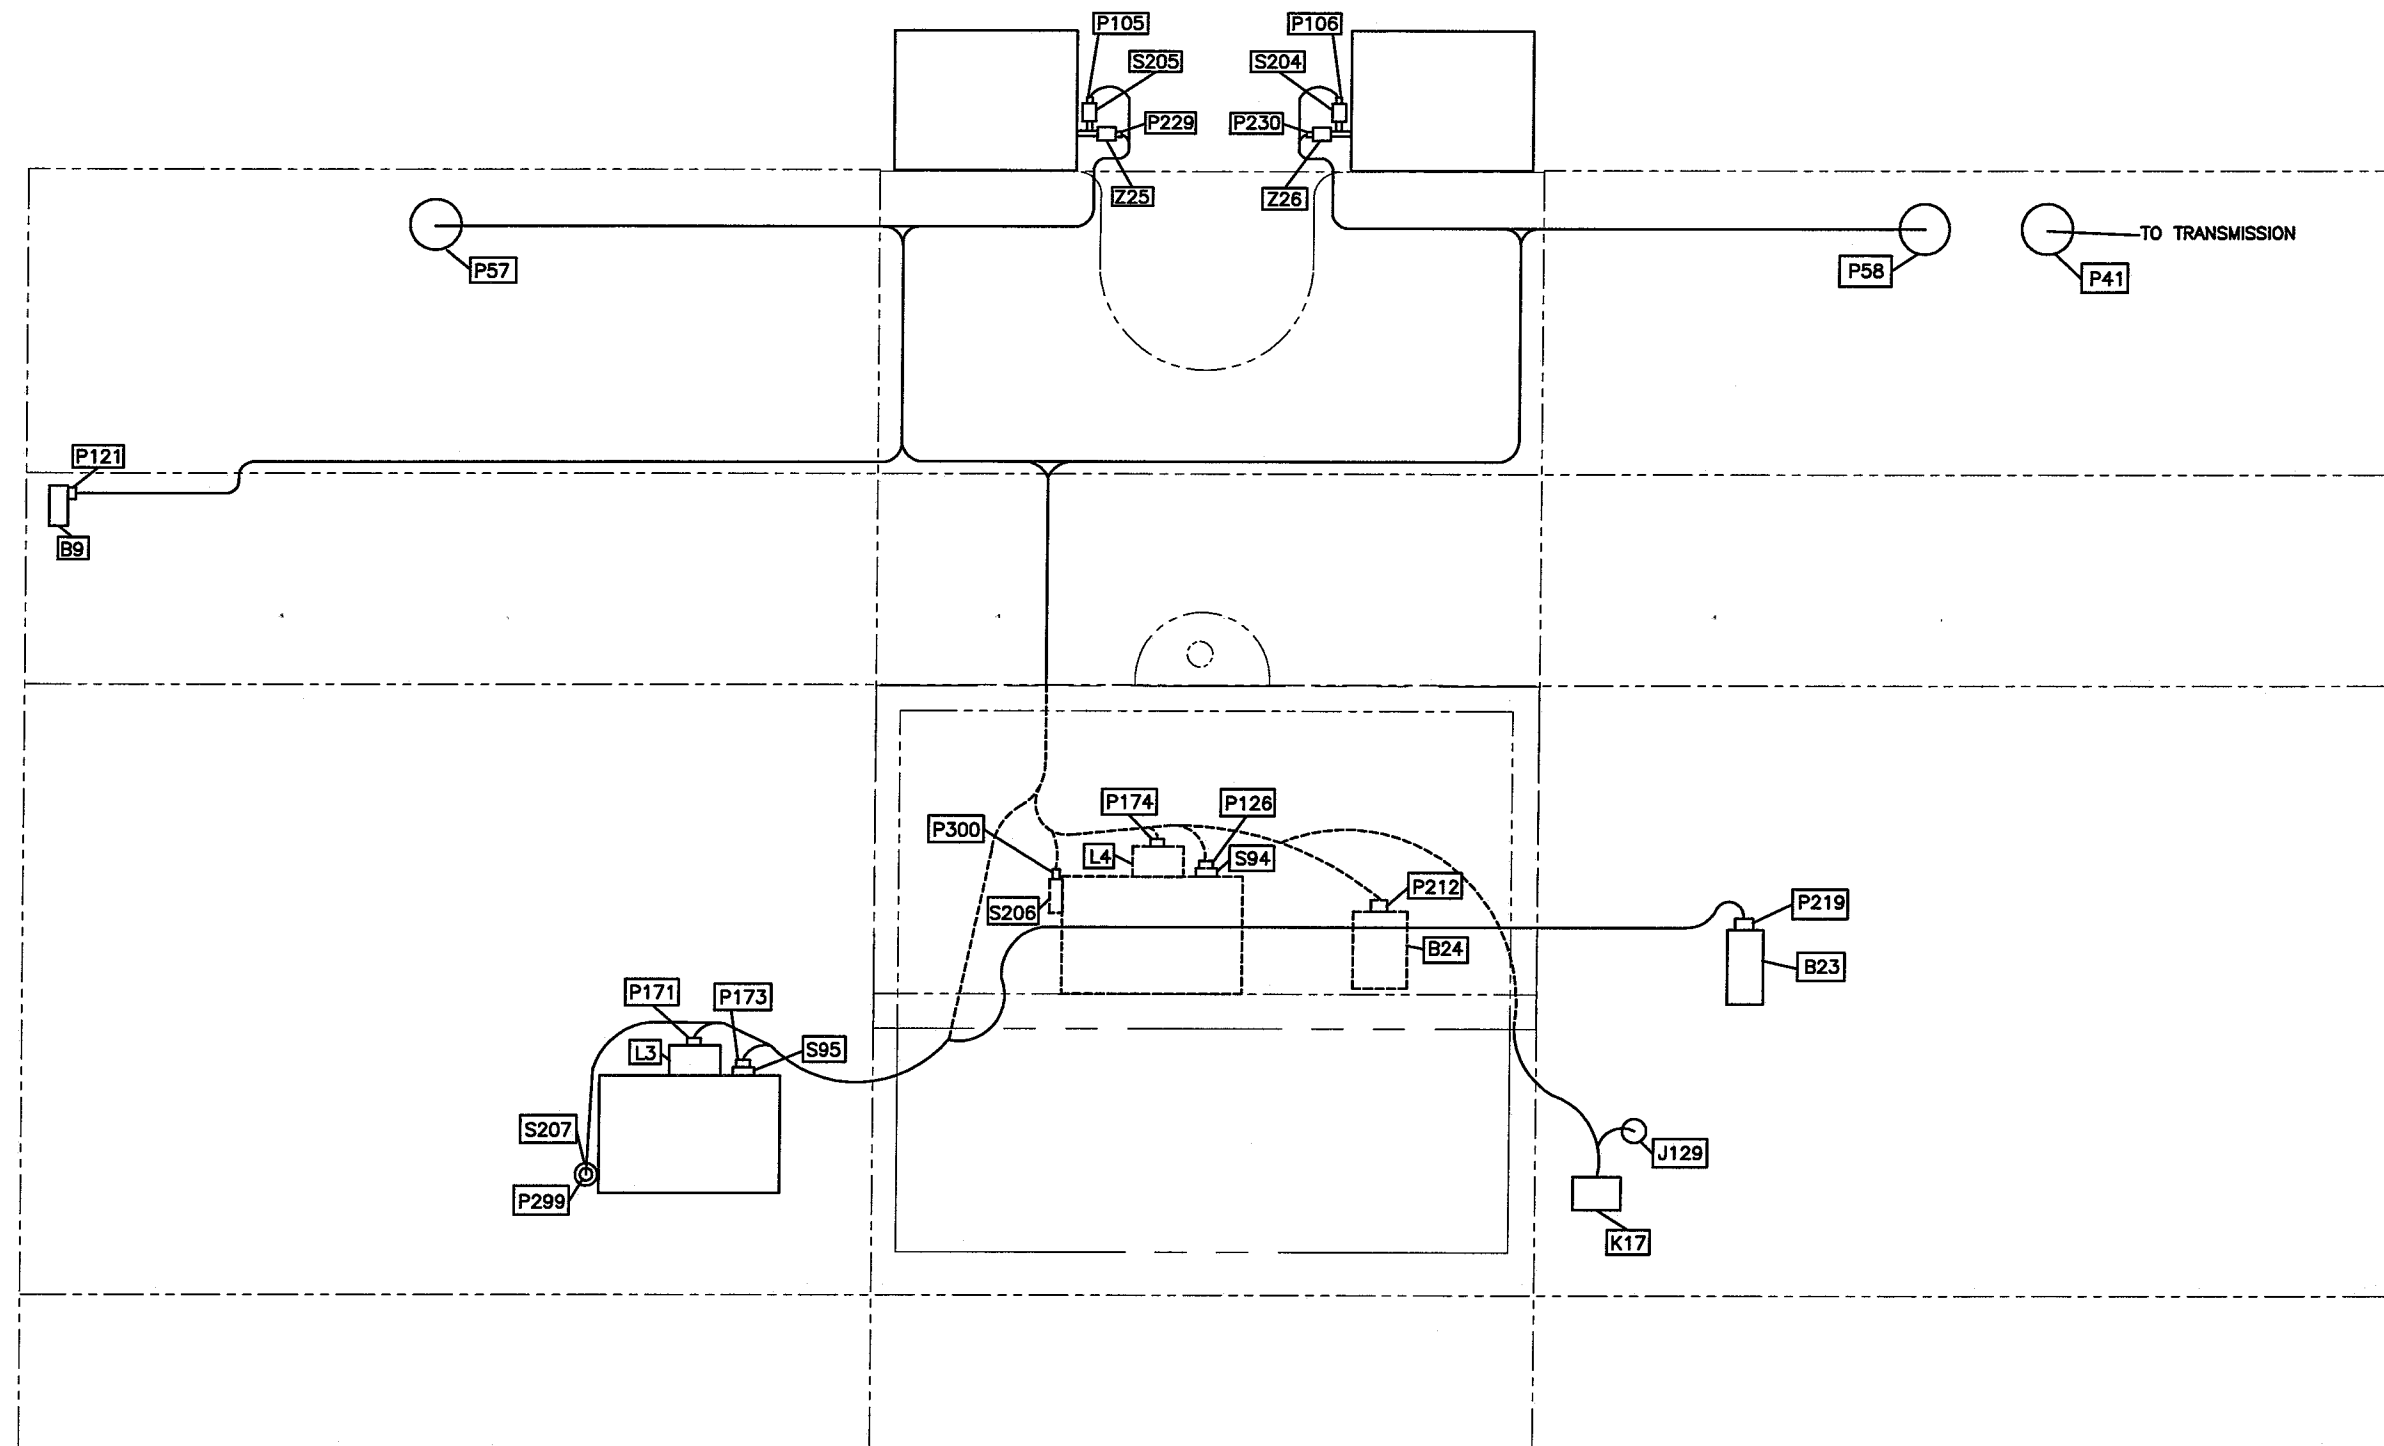 P105
P106
S205
S204
P229
P230
Z25
Z26
TO TRANSMISSION
P57
P58
P41
P121
B9
P174
P126
P300
L4
S94
P212
S206
P219
B24
B23
P171
P173
L3
S95
S207
J129
P299
K17